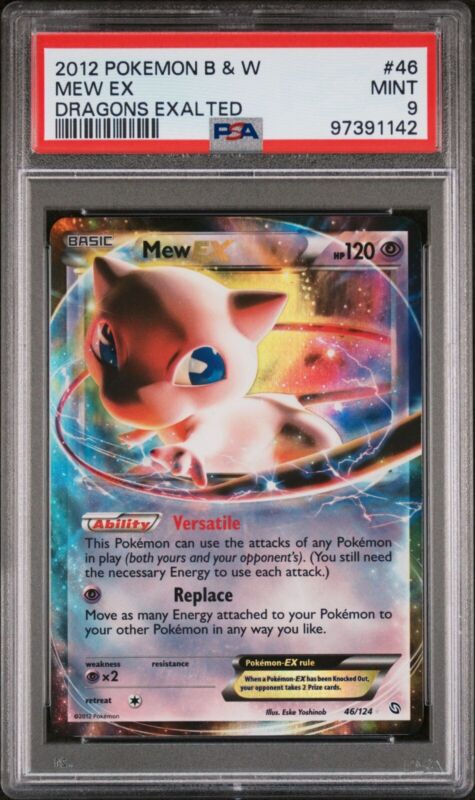 2012 POKEMON B & W #46
MEW EX MINT
DRAGONS EXALTED 9
PSA 97391142
BASIC Mew EX HP120
Ability Versatile
This Pokémon can use the attacks of any Pokémon
in play (both yours and your opponent's). (You still need
the necessary Energy to use each attack.)
Replace
Move as many Energy attached to your Pokémon to
your other Pokémon in any way you like.
weakness resistance Pokémon-EX rule
×2 When a Pokémon-EX has been Knocked Out,
your opponent takes 2 Prize cards.
retreat
©2012 Pokémon Illus. Eske Yoshinob 46/124